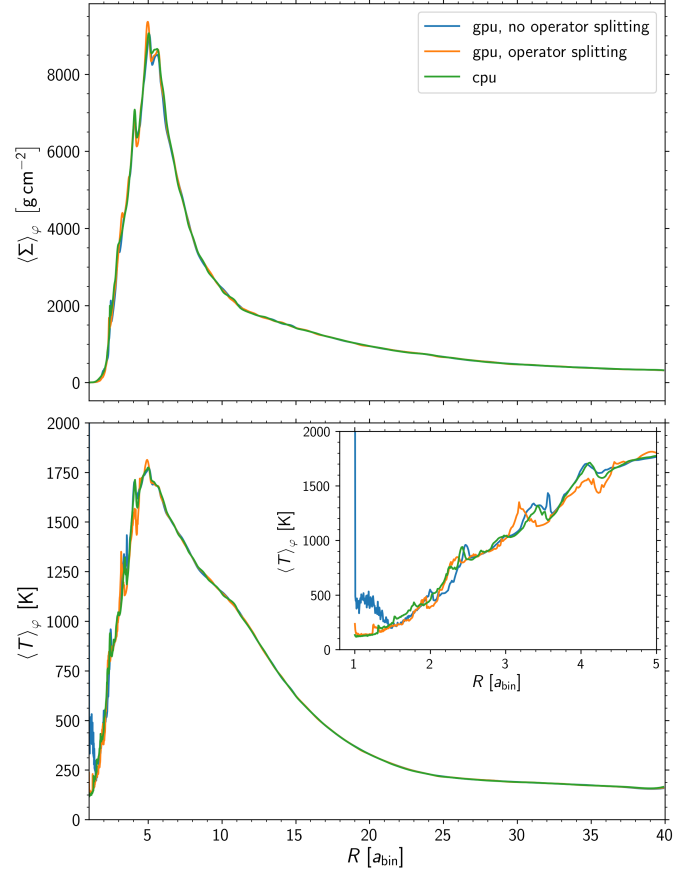 gpu, no operator splitting
gpu, operator splitting
cpu
8000
6000
4000
2000
0
⟨Σ⟩φ [g cm−2]
2000
1750
1500
1250
1000
750
500
250
0
⟨T⟩φ [K]
2000
1500
1000
500
0
⟨T⟩φ [K]
1 2 3 4 5
R [abin]
5 10 15 20 25 30 35 40
R [abin]